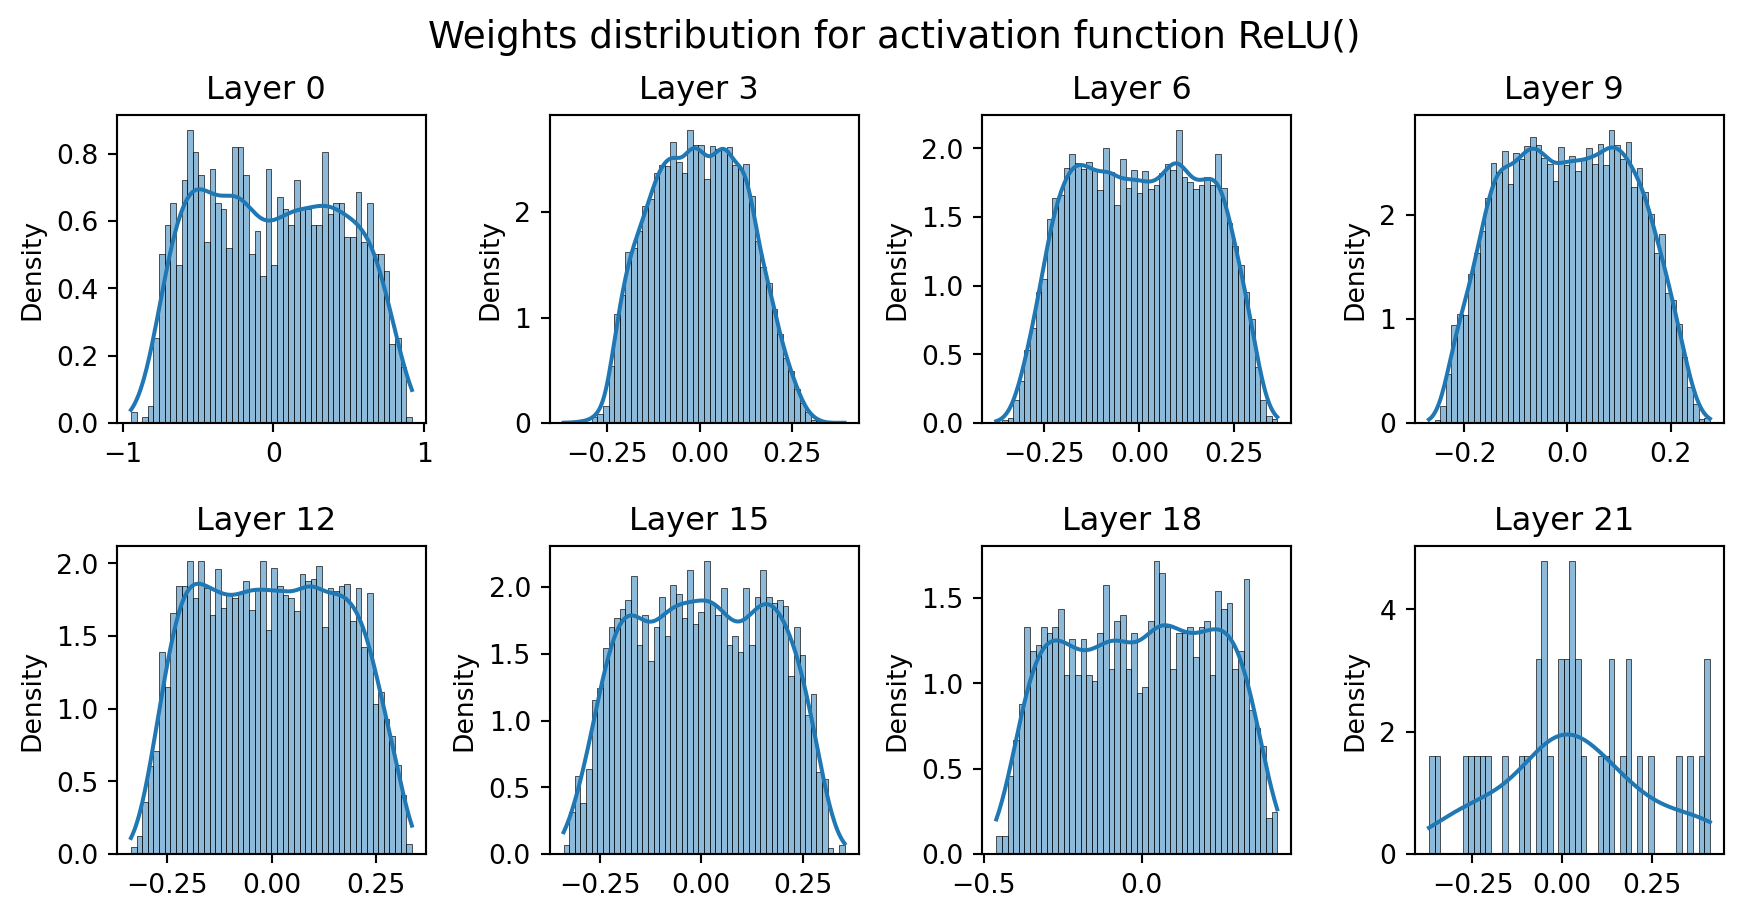 Weights distribution for activation function ReLU()
Layer 0
Layer 3
Layer 6
Layer 9
Density
0.8
0.6
0.4
0.2
0.0
−1 0 1
Density
2
1
0
−0.25 0.00 0.25
Density
2.0
1.5
1.0
0.5
0.0
−0.25 0.00 0.25
Density
2
1
0
−0.2 0.0 0.2
Layer 12
Layer 15
Layer 18
Layer 21
Density
2.0
1.5
1.0
0.5
0.0
−0.25 0.00 0.25
Density
2.0
1.5
1.0
0.5
0.0
−0.25 0.00 0.25
Density
1.5
1.0
0.5
0.0
−0.5 0.0
Density
4
2
0
−0.25 0.00 0.25